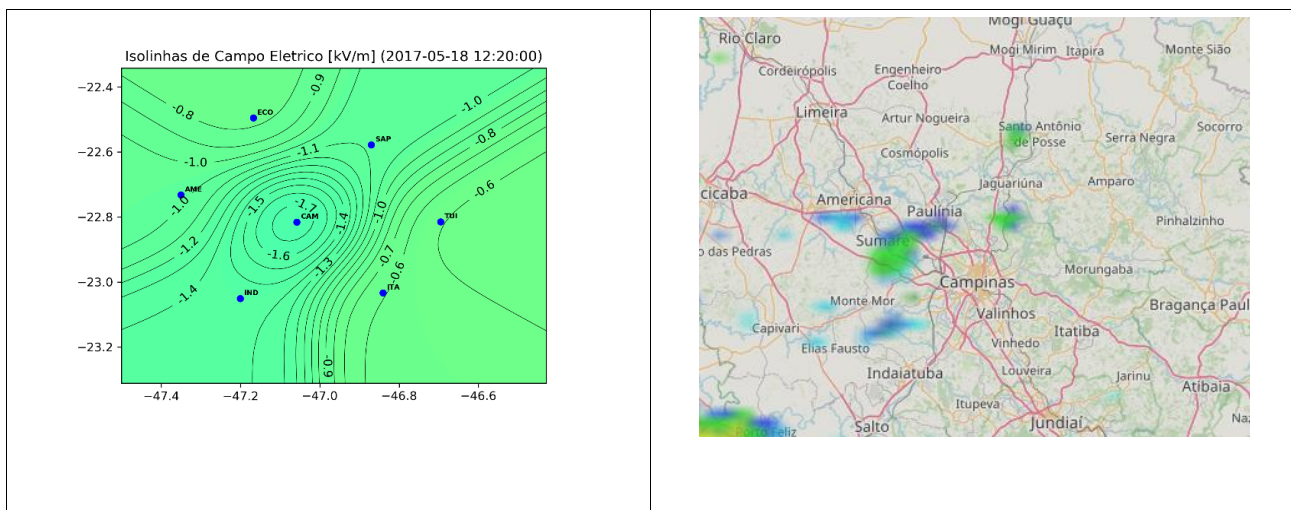 Isolinhas de Campo Eletrico [kV/m] (2017-05-18 12:20:00)
−22.4
−22.6
−22.8
−23.0
−23.2
−47.4
−47.2
−47.0
−46.8
−46.6
-0.8
-0.9
ECO
-1.0
-1.1
SAP
-1.0
-0.8
-0.6
AME
-1.0
-1.5
-1.7
CAM
-1.4
-1.0
TUI
-1.2
-1.6
-1.3
-0.7
-0.6
-1.4
IND
ITA
-0.9
Mogi Guaçu
Rio Claro
Mogi Mirim
Itapira
Monte Sião
Cordeirópolis
Engenheiro
Coelho
Limeira
Artur Nogueira
Santo Antônio
de Posse
Serra Negra
Socorro
Cosmópolis
cicaba
Jaguariúna
Amparo
Americana
Paulínia
Pinhalzinho
Sumaré
o das Pedras
Morungaba
Campinas
Monte Mor
Bragança Paul
Valinhos
Capivari
Itatiba
Elias Fausto
Vinhedo
Indaiatuba
Louveira
Jarinu
Atibaia
Itupeva
Porto Feliz
Salto
Jundiaí
Naz